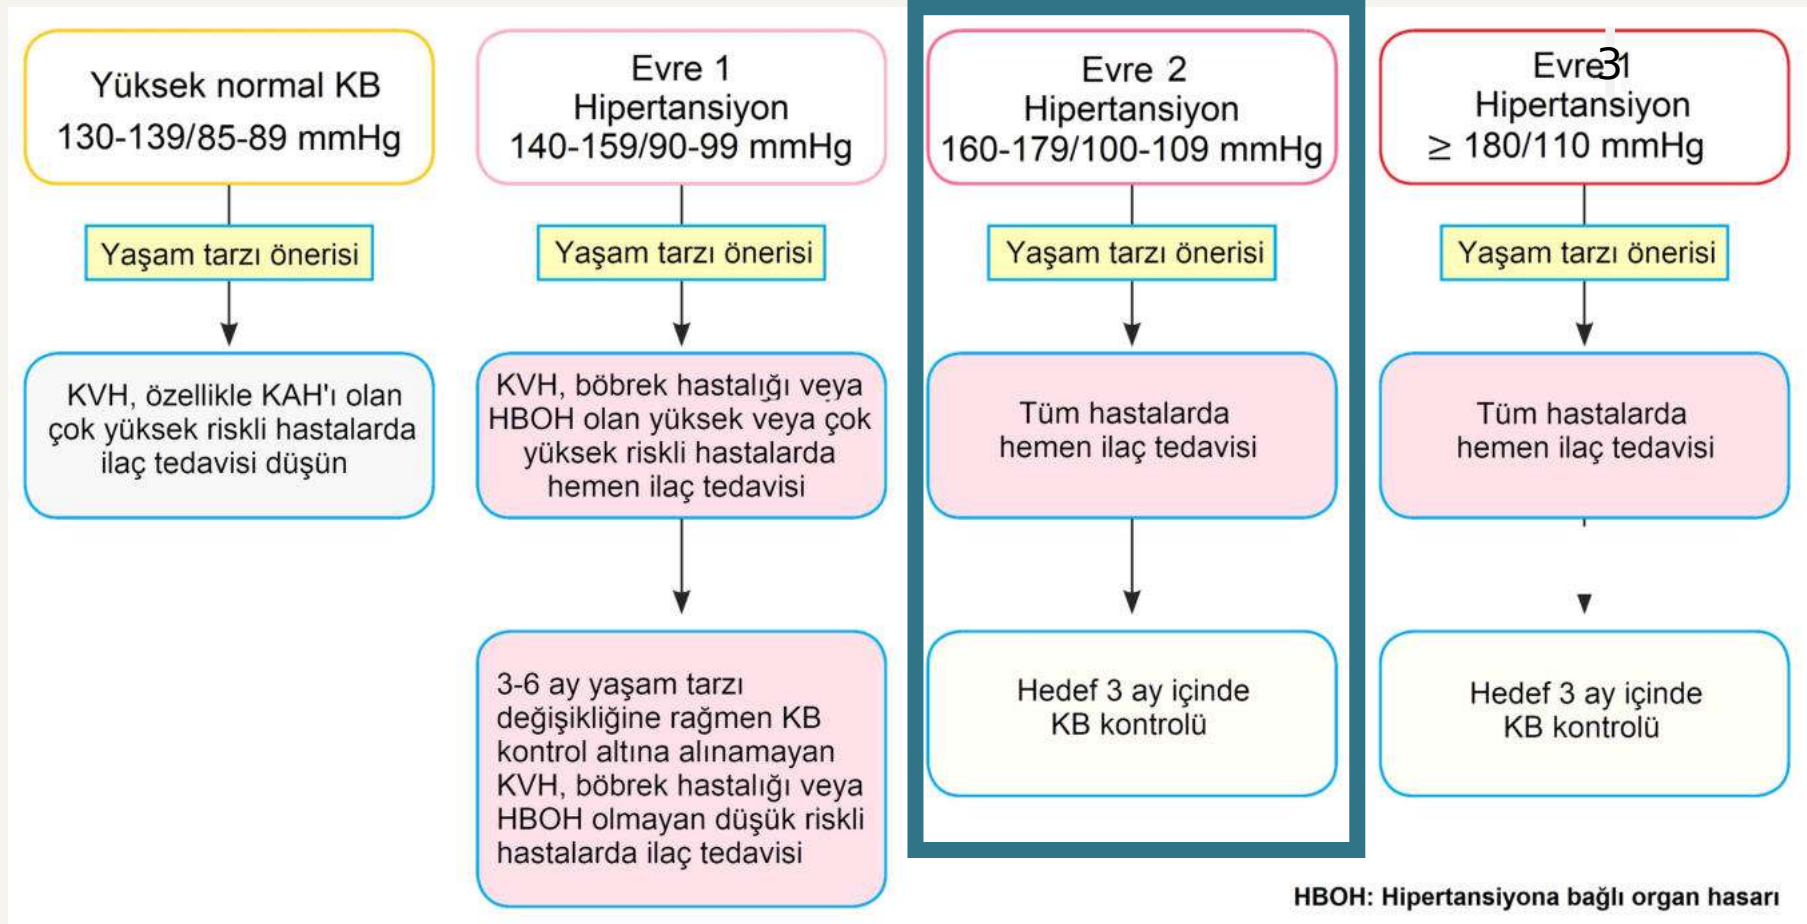 Yüksek normal KB
130-139/85-89 mmHg
Yaşam tarzı önerisi
KVH, özellikle KAH'ı olan
çok yüksek riskli hastalarda
ilaç tedavisi düşün
Evre 1
Hipertansiyon
140-159/90-99 mmHg
Yaşam tarzı önerisi
KVH, böbrek hastalığı veya
HBOH olan yüksek veya çok
yüksek riskli hastalarda
hemen ilaç tedavisi
3-6 ay yaşam tarzı
değişikliğine rağmen KB
kontrol altına alınamayan
KVH, böbrek hastalığı veya
HBOH olmayan düşük riskli
hastalarda ilaç tedavisi
Evre 2
Hipertansiyon
160-179/100-109 mmHg
Yaşam tarzı önerisi
Tüm hastalarda
hemen ilaç tedavisi
Hedef 3 ay içinde
KB kontrolü
Evre 31
Hipertansiyon
≥ 180/110 mmHg
Yaşam tarzı önerisi
Tüm hastalarda
hemen ilaç tedavisi
Hedef 3 ay içinde
KB kontrolü
HBOH: Hipertansiyona bağlı organ hasarı